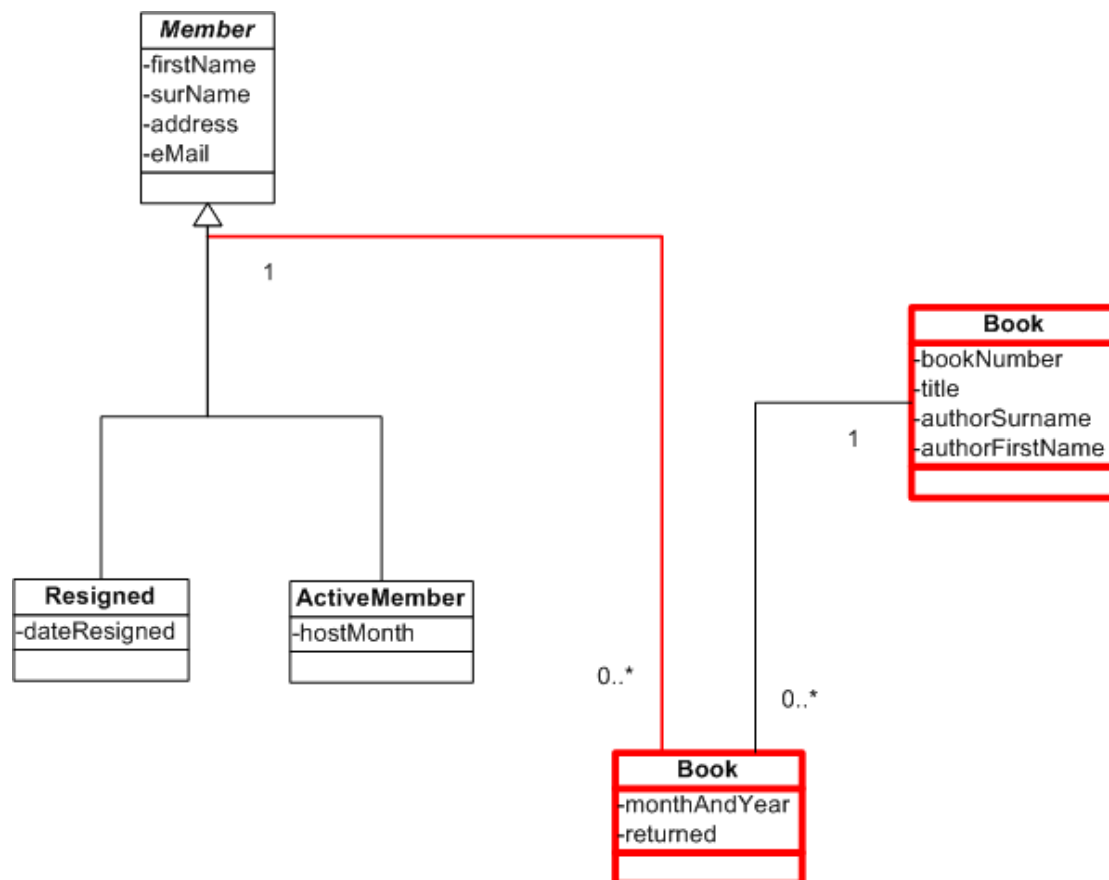 Member
-firstName
-surName
-address
-eMail
1
Book
-bookNumber
-title
-authorSurname
-authorFirstName
1
Resigned
-dateResigned
ActiveMember
-hostMonth
0..*
0..*
Book
-monthAndYear
-returned